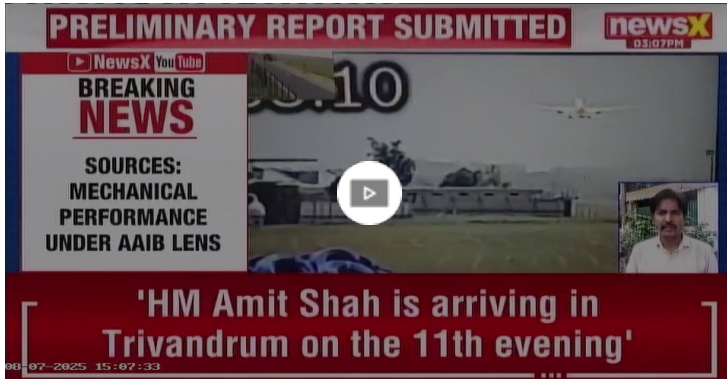 PRELIMINARY REPORT SUBMITTED
newsX
03:07PM
NewsX YouTube
BREAKING
NEWS
SOURCES:
MECHANICAL
PERFORMANCE
UNDER AAIB LENS
.10
'HM Amit Shah is arriving in
Trivandrum on the 11th evening'
08-07-2025 15:07:33